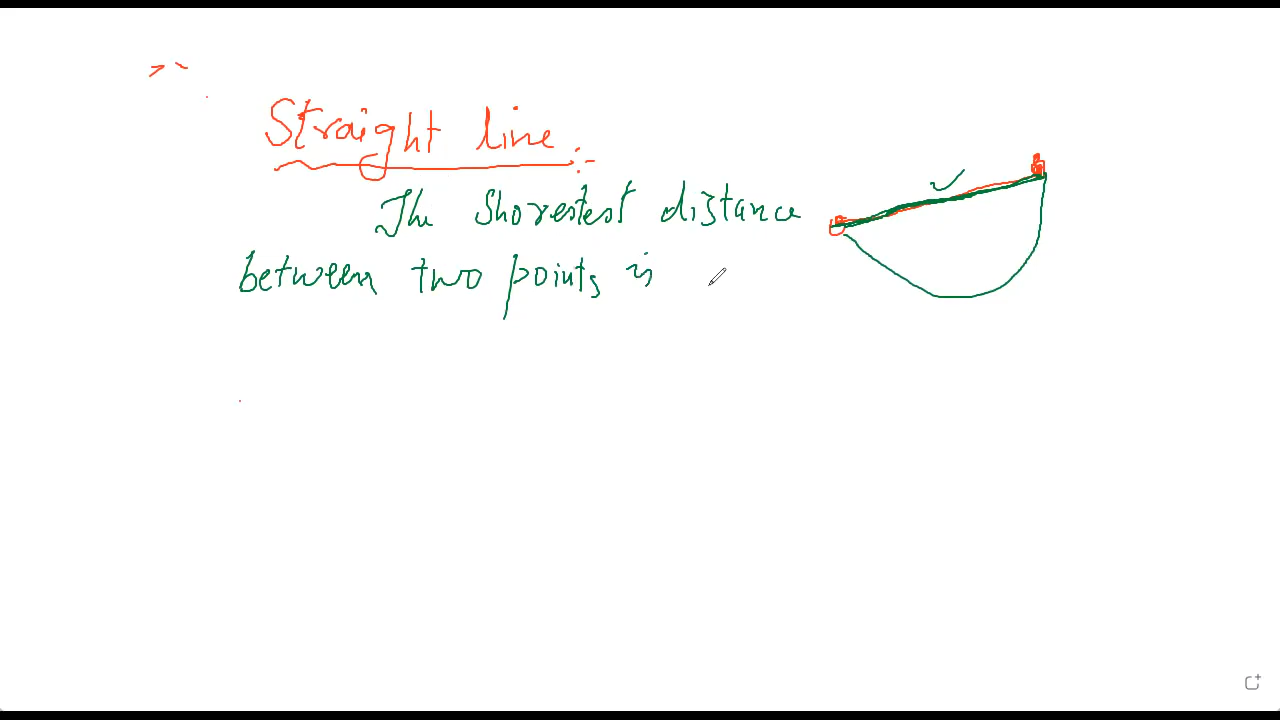 Straight line :-
The Shorestest distance
between two points is